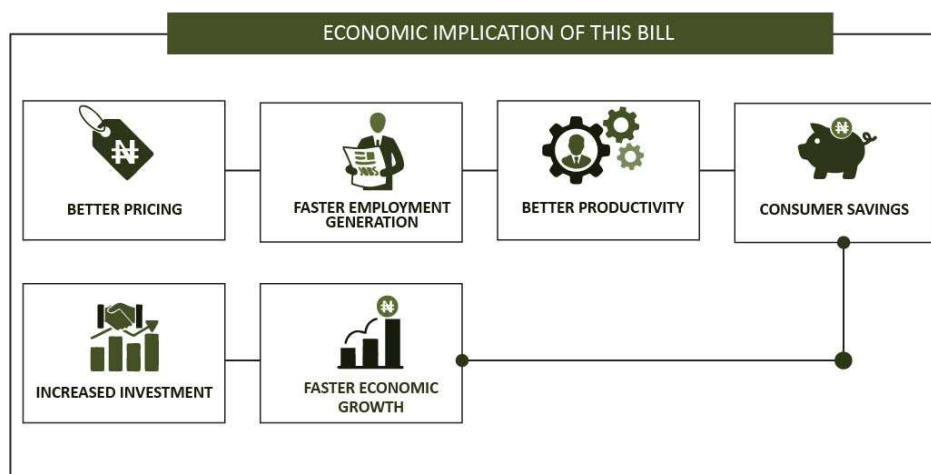 ECONOMIC IMPLICATION OF THIS BILL
₦
BETTER PRICING
JOBS
FASTER EMPLOYMENT
GENERATION
BETTER PRODUCTIVITY
₦
CONSUMER SAVINGS
INCREASED INVESTMENT
₦
FASTER ECONOMIC
GROWTH